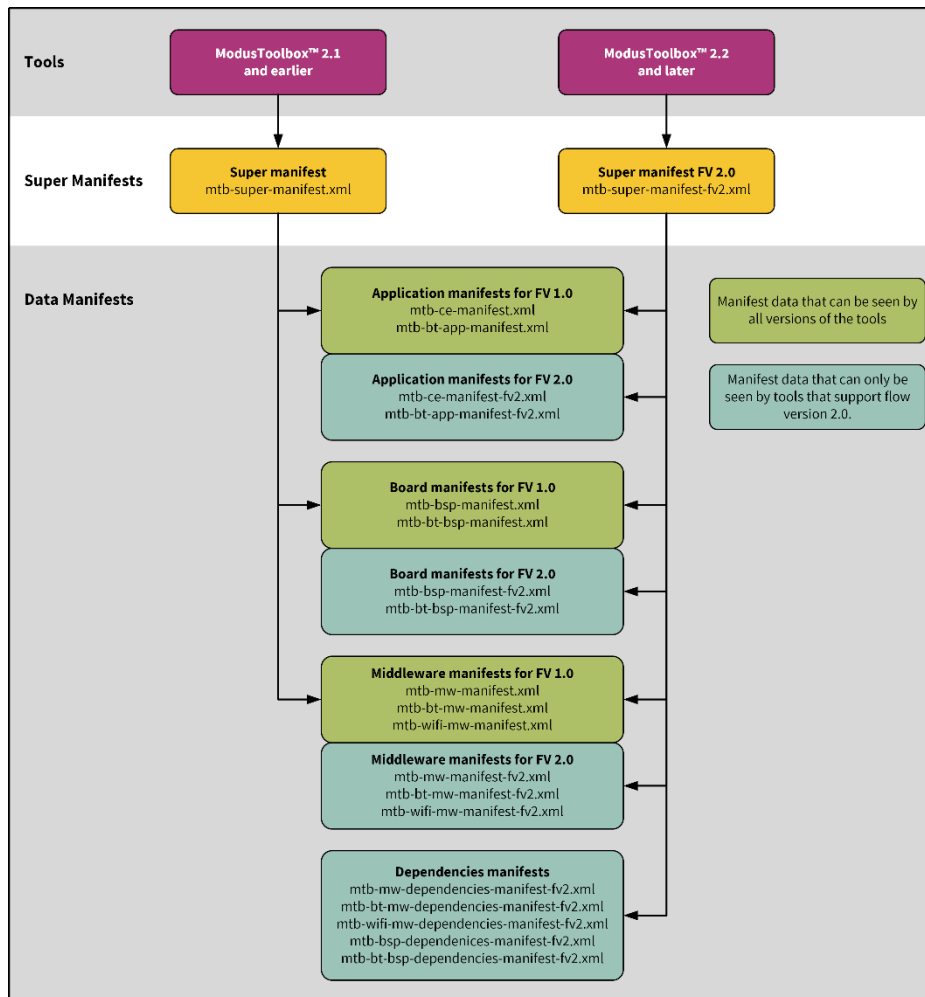 Tools
ModusToolbox™ 2.1
and earlier
ModusToolbox™ 2.2
and later
Super Manifests
Super manifest
mtb-super-manifest.xml
Super manifest FV 2.0
mtb-super-manifest-fv2.xml
Data Manifests
Application manifests for FV 1.0
mtb-ce-manifest.xml
mtb-bt-app-manifest.xml
Application manifests for FV 2.0
mtb-ce-manifest-fv2.xml
mtb-bt-app-manifest-fv2.xml
Manifest data that can be seen by
all versions of the tools
Manifest data that can only be
seen by tools that support flow
version 2.0.
Board manifests for FV 1.0
mtb-bsp-manifest.xml
mtb-bt-bsp-manifest.xml
Board manifests for FV 2.0
mtb-bsp-manifest-fv2.xml
mtb-bt-bsp-manifest-fv2.xml
Middleware manifests for FV 1.0
mtb-mw-manifest.xml
mtb-bt-mw-manifest.xml
mtb-wifi-mw-manifest.xml
Middleware manifests for FV 2.0
mtb-mw-manifest-fv2.xml
mtb-bt-mw-manifest-fv2.xml
mtb-wifi-mw-manifest-fv2.xml
Dependencies manifests
mtb-mw-dependencies-manifest-fv2.xml
mtb-bt-mw-dependencies-manifest-fv2.xml
mtb-wifi-mw-dependencies-manifest-fv2.xml
mtb-bsp-dependenices-manifest-fv2.xml
mtb-bt-bsp-dependencies-manifest-fv2.xml